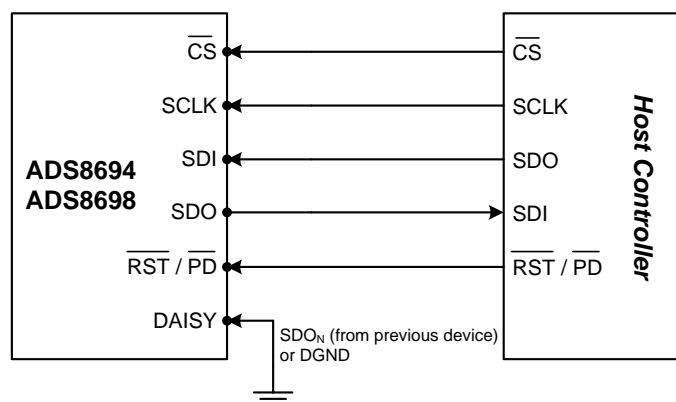 CS
SCLK
SDI
SDO
RST / PD
DAISY
ADS8694
ADS8698
CS
SCLK
SDO
SDI
RST / PD
Host Controller
SDON (from previous device)
or DGND